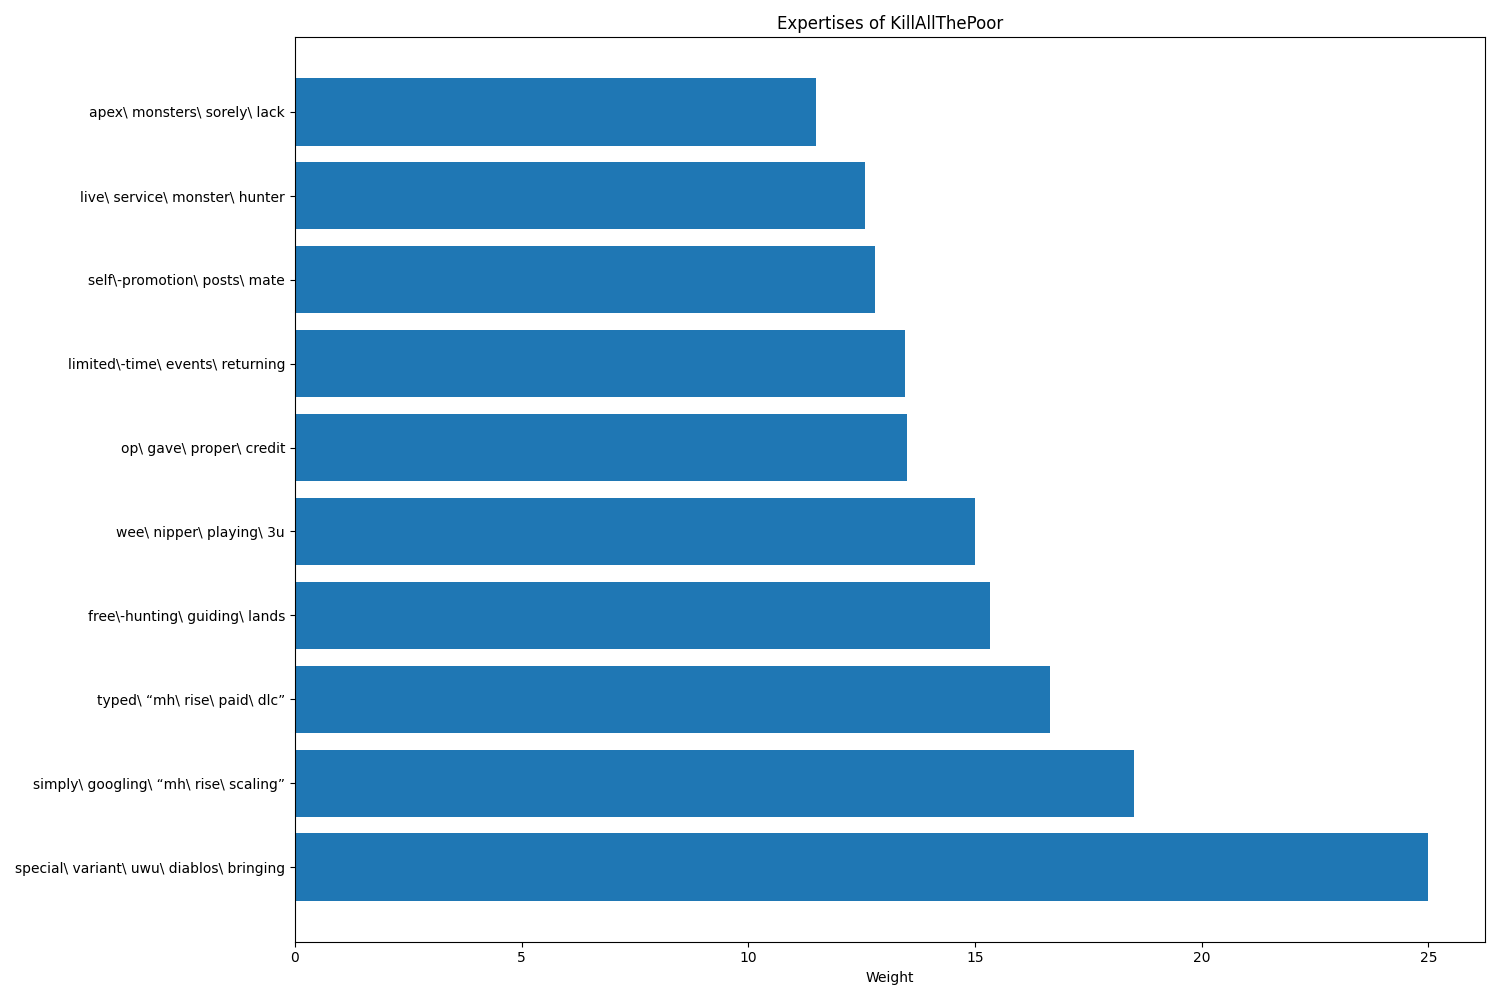 Expertises of KillAllThePoor
apex\ monsters\ sorely\ lack
live\ service\ monster\ hunter
self\-promotion\ posts\ mate
limited\-time\ events\ returning
op\ gave\ proper\ credit
wee\ nipper\ playing\ 3u
free\-hunting\ guiding\ lands
typed\ “mh\ rise\ paid\ dlc”
simply\ googling\ “mh\ rise\ scaling”
special\ variant\ uwu\ diablos\ bringing
0 5 10 15 20 25
Weight